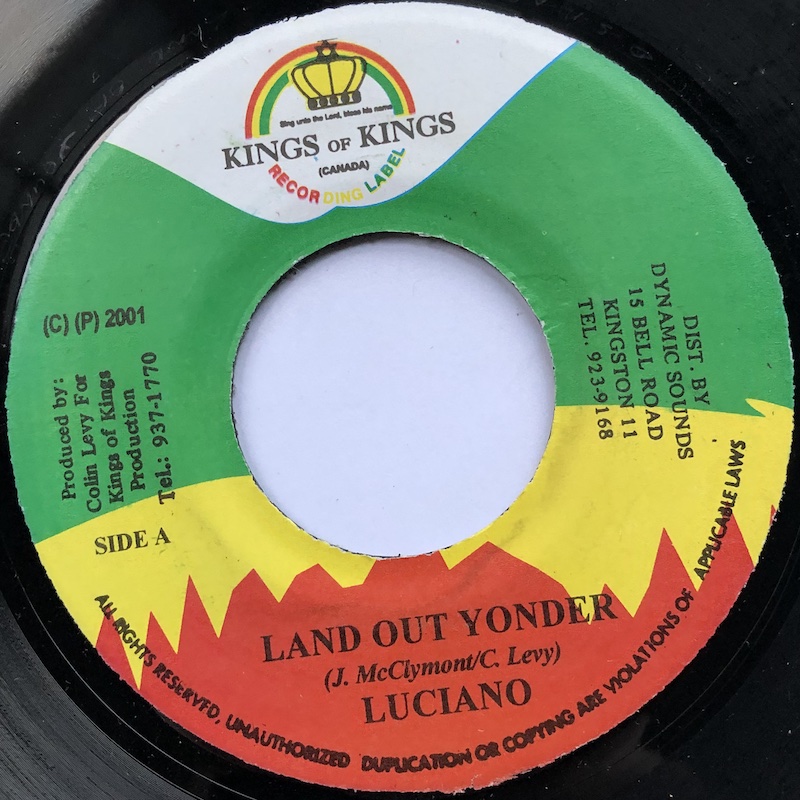 Sing unto the Lord, bless his name
KINGS OF KINGS
(CANADA)
RECORDING LABEL
(C) (P) 2001
Produced by:
Colin Levy For
Kings of Kings
Production
Tel.: 937-1770
DIST. BY
DYNAMIC SOUNDS
15 BELL ROAD
KINGSTON 11
TEL. 923-9168
SIDE A
LAND OUT YONDER
(J. McClymont/C. Levy)
LUCIANO
ALL RIGHTS RESERVED, UNAUTHORIZED DUPLICATION OR COPYING ARE VIOLATIONS OF APPLICABLE LAWS